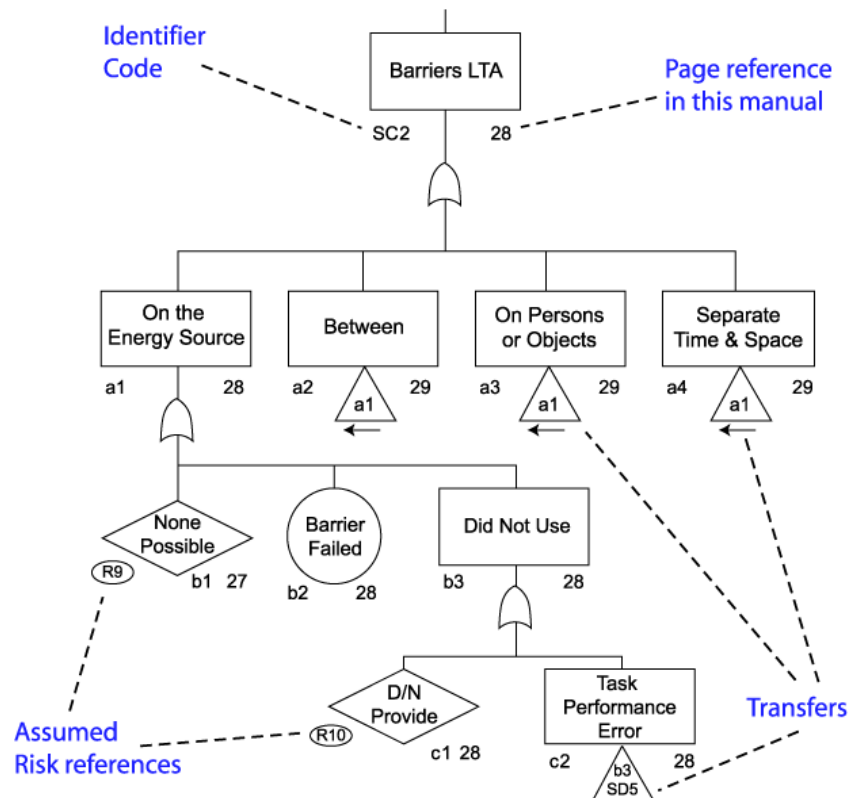 Identifier
Code
Barriers LTA
Page reference
in this manual
SC2 28
On the
Energy Source
Between
On Persons
or Objects
Separate
Time & Space
a1 28
a2 29
a3 29
a4 29
a1
a1
a1
None
Possible
Barrier
Failed
Did Not Use
R9
b1 27
b2 28
b3 28
D/N
Provide
Task
Performance
Error
Transfers
Assumed
Risk references
R10
c1 28
c2 28
b3
SD5